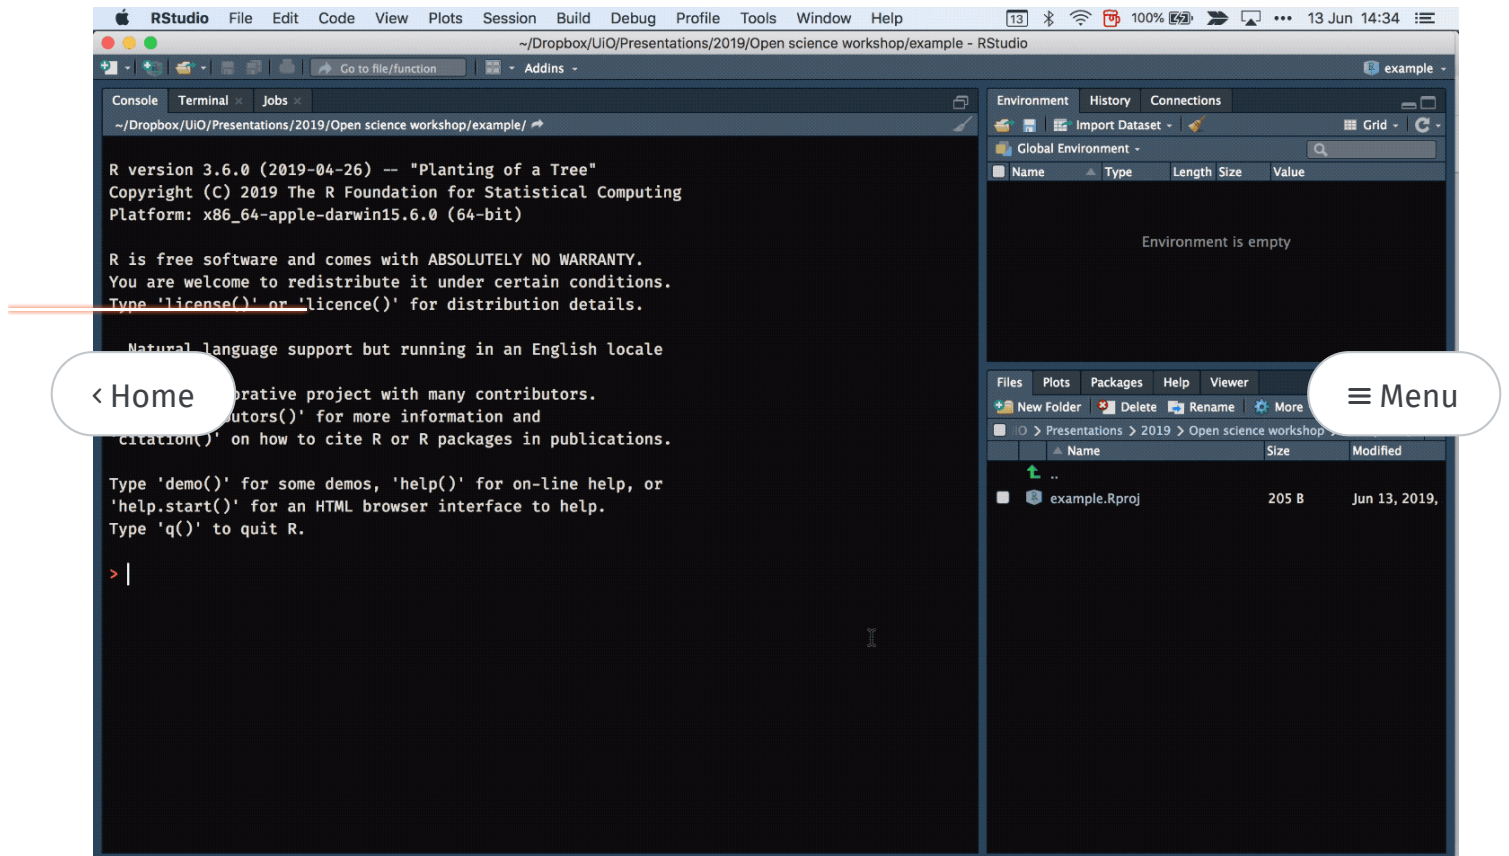 RStudio File Edit Code View Plots Session Build Debug Profile Tools Window Help 13 100% 13 Jun 14:34
~/Dropbox/UiO/Presentations/2019/Open science workshop/example - RStudio
Go to file/function Addins example
Console Terminal Jobs
~/Dropbox/UiO/Presentations/2019/Open science workshop/example/
R version 3.6.0 (2019-04-26) -- "Planting of a Tree"
Copyright (C) 2019 The R Foundation for Statistical Computing
Platform: x86_64-apple-darwin15.6.0 (64-bit)
R is free software and comes with ABSOLUTELY NO WARRANTY.
You are welcome to redistribute it under certain conditions.
Type 'license()' or 'licence()' for distribution details.
Natural language support but running in an English locale
orative project with many contributors.
utors()' for more information and
'citation()' on how to cite R or R packages in publications.
Type 'demo()' for some demos, 'help()' for on-line help, or
'help.start()' for an HTML browser interface to help.
Type 'q()' to quit R.
>
‹ Home
Environment History Connections
Import Dataset Grid
Global Environment
Name Type Length Size Value
Environment is empty
Files Plots Packages Help Viewer
New Folder Delete Rename More
IO > Presentations > 2019 > Open science workshop
Name Size Modified
..
example.Rproj 205 B Jun 13, 2019,
≡ Menu